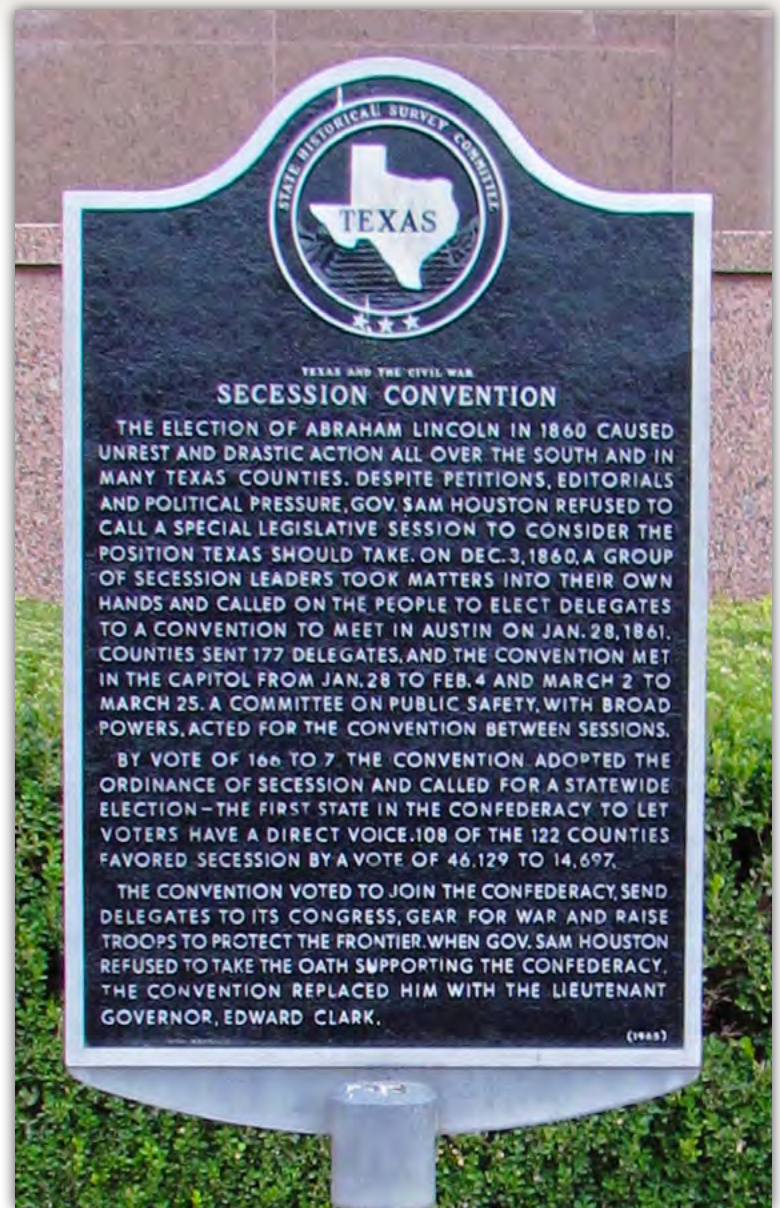 STATE HISTORICAL SURVEY COMMITTEE
TEXAS
TEXAS AND THE CIVIL WAR
SECESSION CONVENTION
THE ELECTION OF ABRAHAM LINCOLN IN 1860 CAUSED
UNREST AND DRASTIC ACTION ALL OVER THE SOUTH AND IN
MANY TEXAS COUNTIES. DESPITE PETITIONS, EDITORIALS
AND POLITICAL PRESSURE, GOV. SAM HOUSTON REFUSED TO
CALL A SPECIAL LEGISLATIVE SESSION TO CONSIDER THE
POSITION TEXAS SHOULD TAKE. ON DEC. 3, 1860, A GROUP
OF SECESSION LEADERS TOOK MATTERS INTO THEIR OWN
HANDS AND CALLED ON THE PEOPLE TO ELECT DELEGATES
TO A CONVENTION TO MEET IN AUSTIN ON JAN. 28, 1861.
COUNTIES SENT 177 DELEGATES, AND THE CONVENTION MET
IN THE CAPITOL FROM JAN. 28 TO FEB. 4 AND MARCH 2 TO
MARCH 25. A COMMITTEE ON PUBLIC SAFETY, WITH BROAD
POWERS, ACTED FOR THE CONVENTION BETWEEN SESSIONS.
BY VOTE OF 166 TO 7 THE CONVENTION ADOPTED THE
ORDINANCE OF SECESSION AND CALLED FOR A STATEWIDE
ELECTION—THE FIRST STATE IN THE CONFEDERACY TO LET
VOTERS HAVE A DIRECT VOICE. 108 OF THE 122 COUNTIES
FAVORED SECESSION BY A VOTE OF 46,129 TO 14,697.
THE CONVENTION VOTED TO JOIN THE CONFEDERACY, SEND
DELEGATES TO ITS CONGRESS, GEAR FOR WAR AND RAISE
TROOPS TO PROTECT THE FRONTIER. WHEN GOV. SAM HOUSTON
REFUSED TO TAKE THE OATH SUPPORTING THE CONFEDERACY,
THE CONVENTION REPLACED HIM WITH THE LIEUTENANT
GOVERNOR, EDWARD CLARK.
(1965)